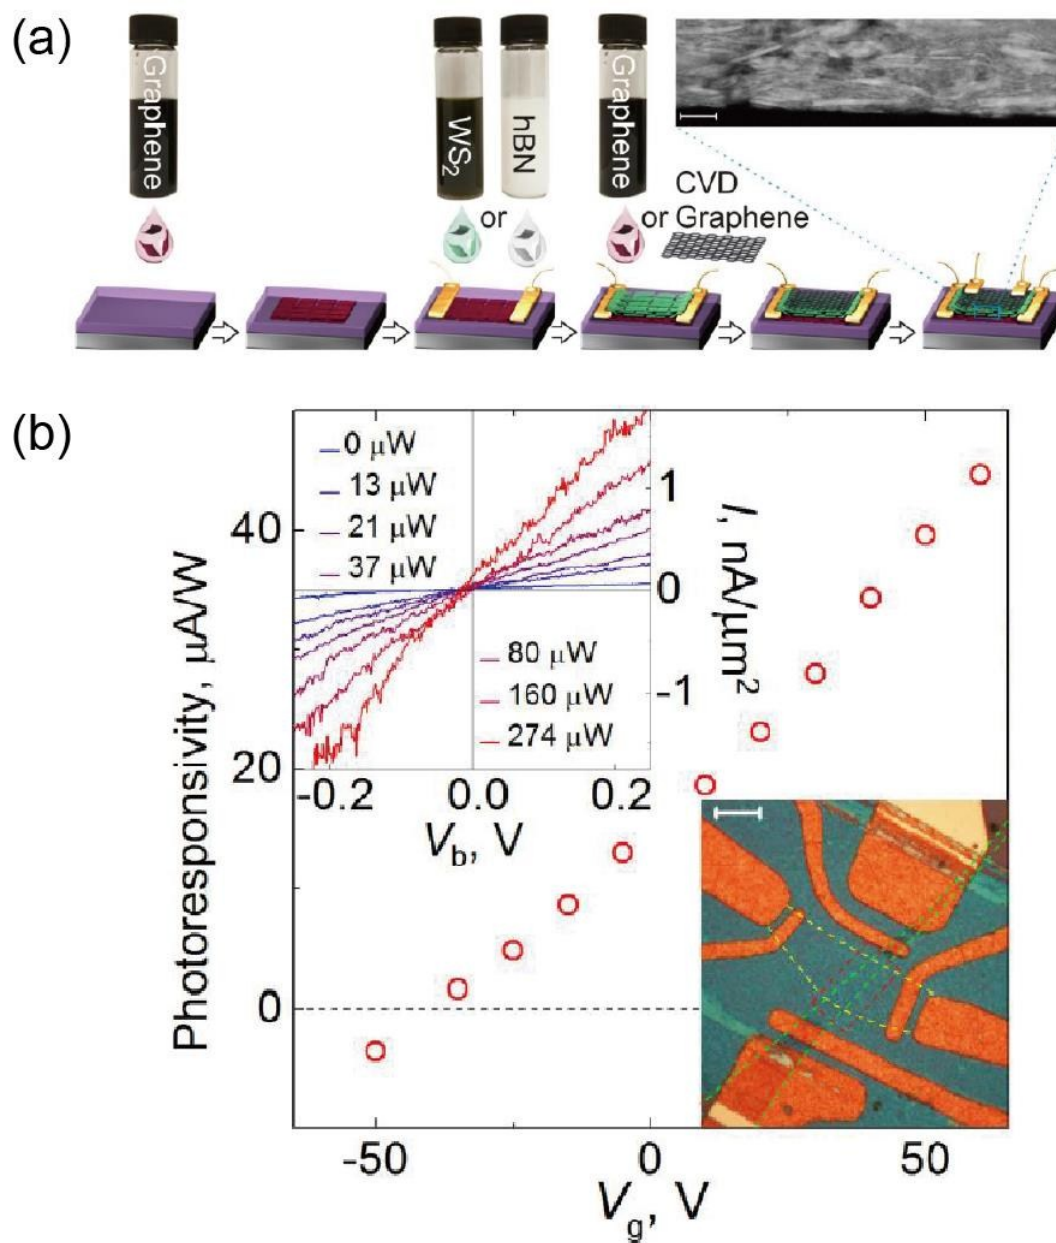 (a)
Graphene
WS₂
or
hBN
Graphene
CVD
or Graphene
(b)
Photoresponsivity, μA/W
40
20
0
0 μW
13 μW
21 μW
37 μW
80 μW
160 μW
274 μW
1
0
-1
I, nA/μm²
-0.2
0.0
0.2
V_b, V
-50
0
50
V_g, V